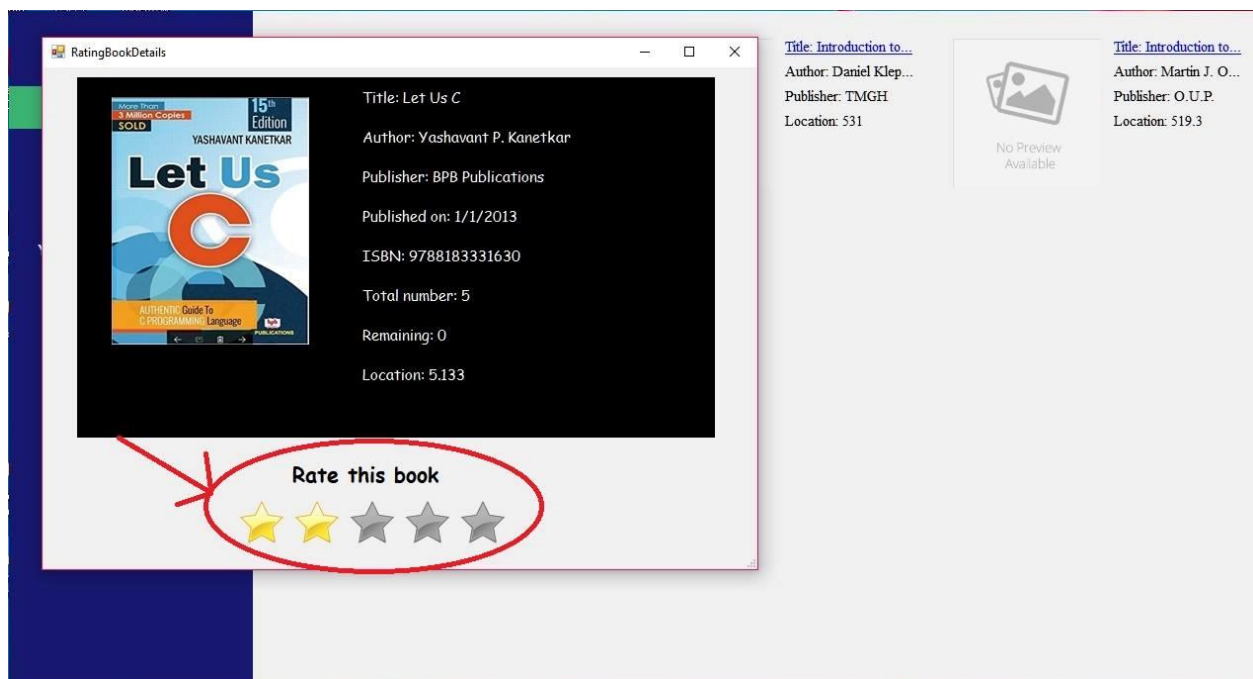 RatingBookDetails
More Than
3 Million Copies
SOLD
15th
Edition
YASHAVANT KANETKAR
Let Us
C
AUTHENTIC Guide To
C PROGRAMMING Language
PUBLICATIONS
Title: Let Us C
Author: Yashavant P. Kanetkar
Publisher: BPB Publications
Published on: 1/1/2013
ISBN: 9788183331630
Total number: 5
Remaining: 0
Location: 5.133
Rate this book
Title: Introduction to...
Author: Daniel Klep...
Publisher: TMGH
Location: 531
No Preview
Available
Title: Introduction to...
Author: Martin J. O...
Publisher: O.U.P.
Location: 519.3